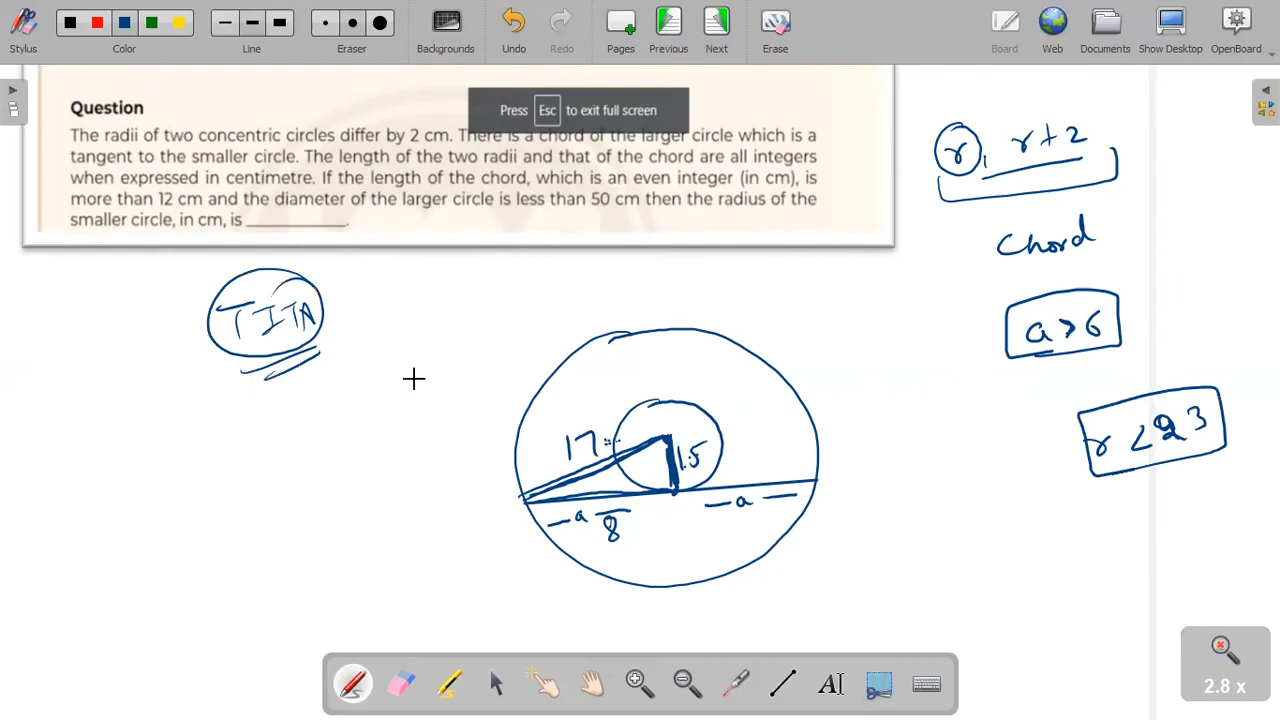 Stylus
Color
Line
Eraser
Backgrounds
Undo
Redo
Pages
Previous
Next
Erase
Board
Web
Documents
Show Desktop
OpenBoard
Question
Press Esc to exit full screen
The radii of two concentric circles differ by 2 cm. There is a chord of the larger circle which is a
tangent to the smaller circle. The length of the two radii and that of the chord are all integers
when expressed in centimetre. If the length of the chord, which is an even integer (in cm), is
more than 12 cm and the diameter of the larger circle is less than 50 cm then the radius of the
smaller circle, in cm, is ____________.
r, r+2
Chord
a > 6
r < 23
TITA
17
15
a
a
8
AI
2.8 x